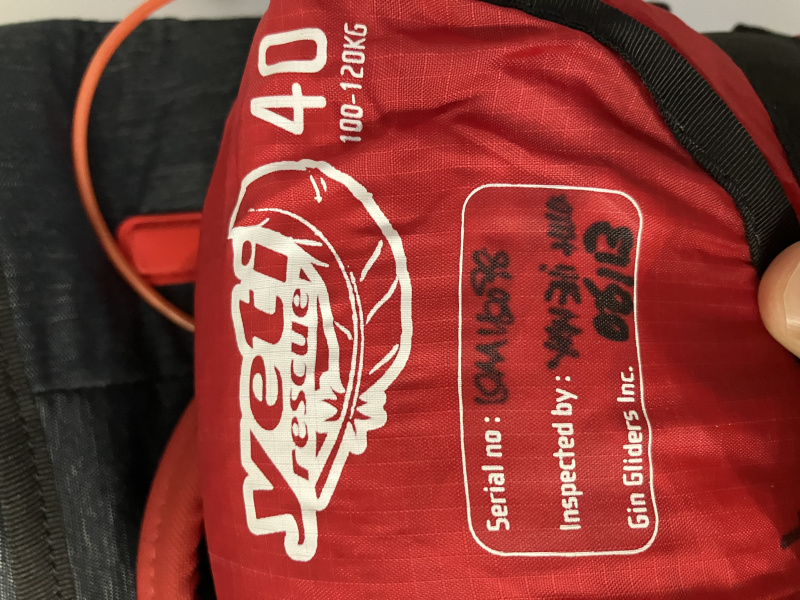 40
100-120KG
Yeti
rescue
Serial no :
Inspected by :
Gin Gliders Inc.